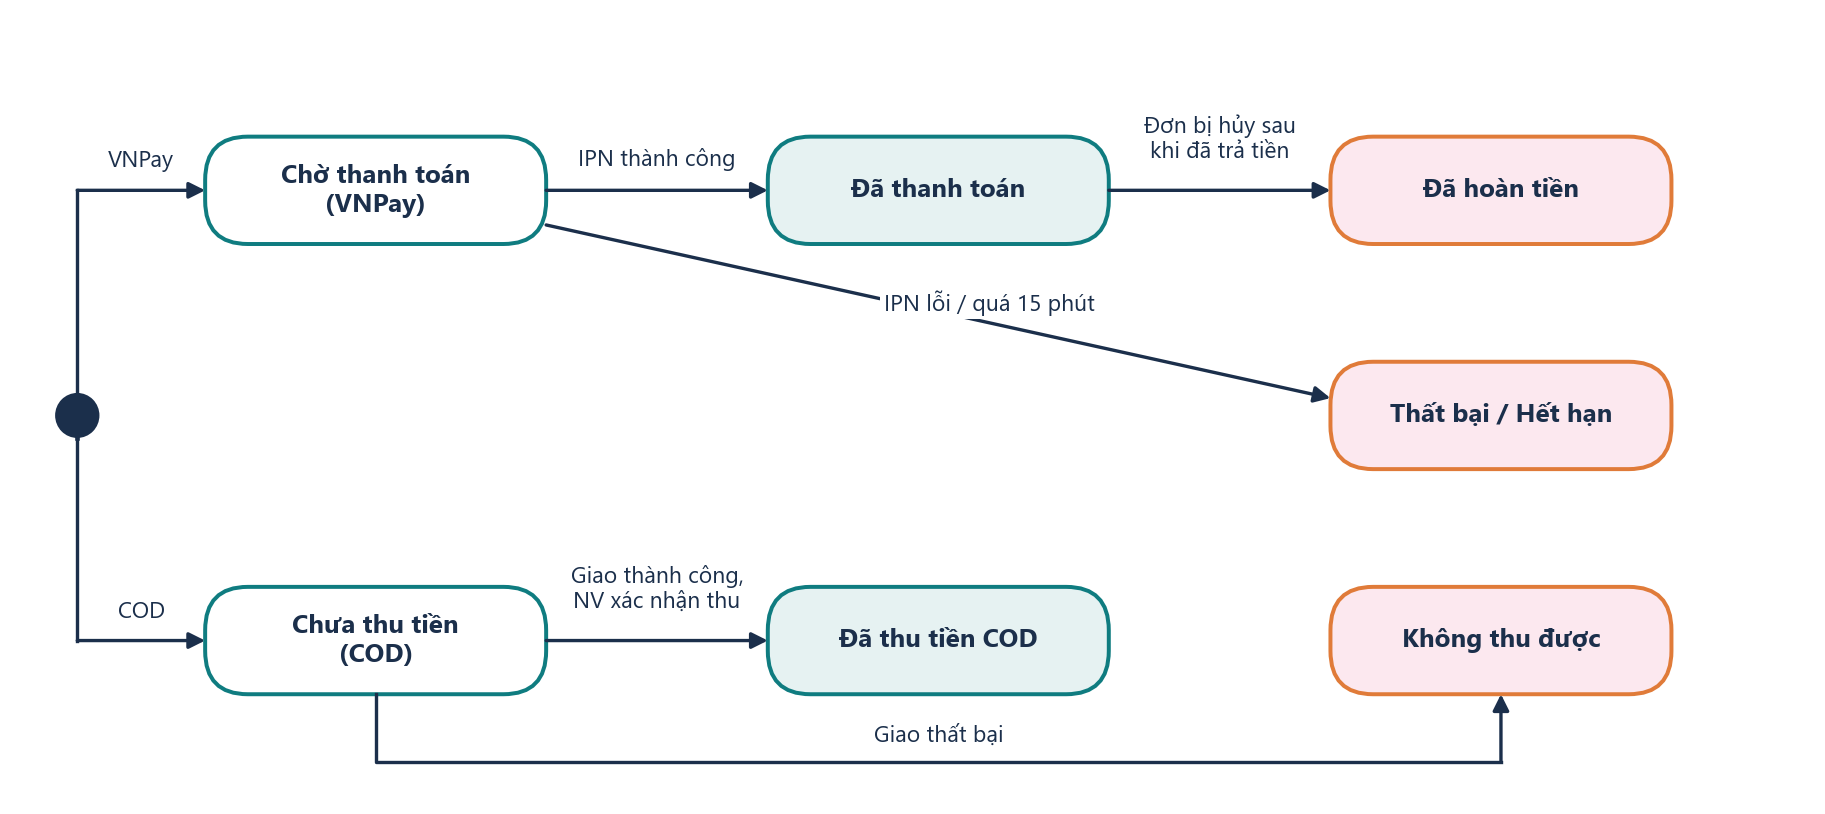 VNPay
Chờ thanh toán
(VNPay)
IPN thành công
Đã thanh toán
Đơn bị hủy sau
khi đã trả tiền
Đã hoàn tiền
IPN lỗi / quá 15 phút
Thất bại / Hết hạn
COD
Chưa thu tiền
(COD)
Giao thành công,
NV xác nhận thu
Đã thu tiền COD
Không thu được
Giao thất bại